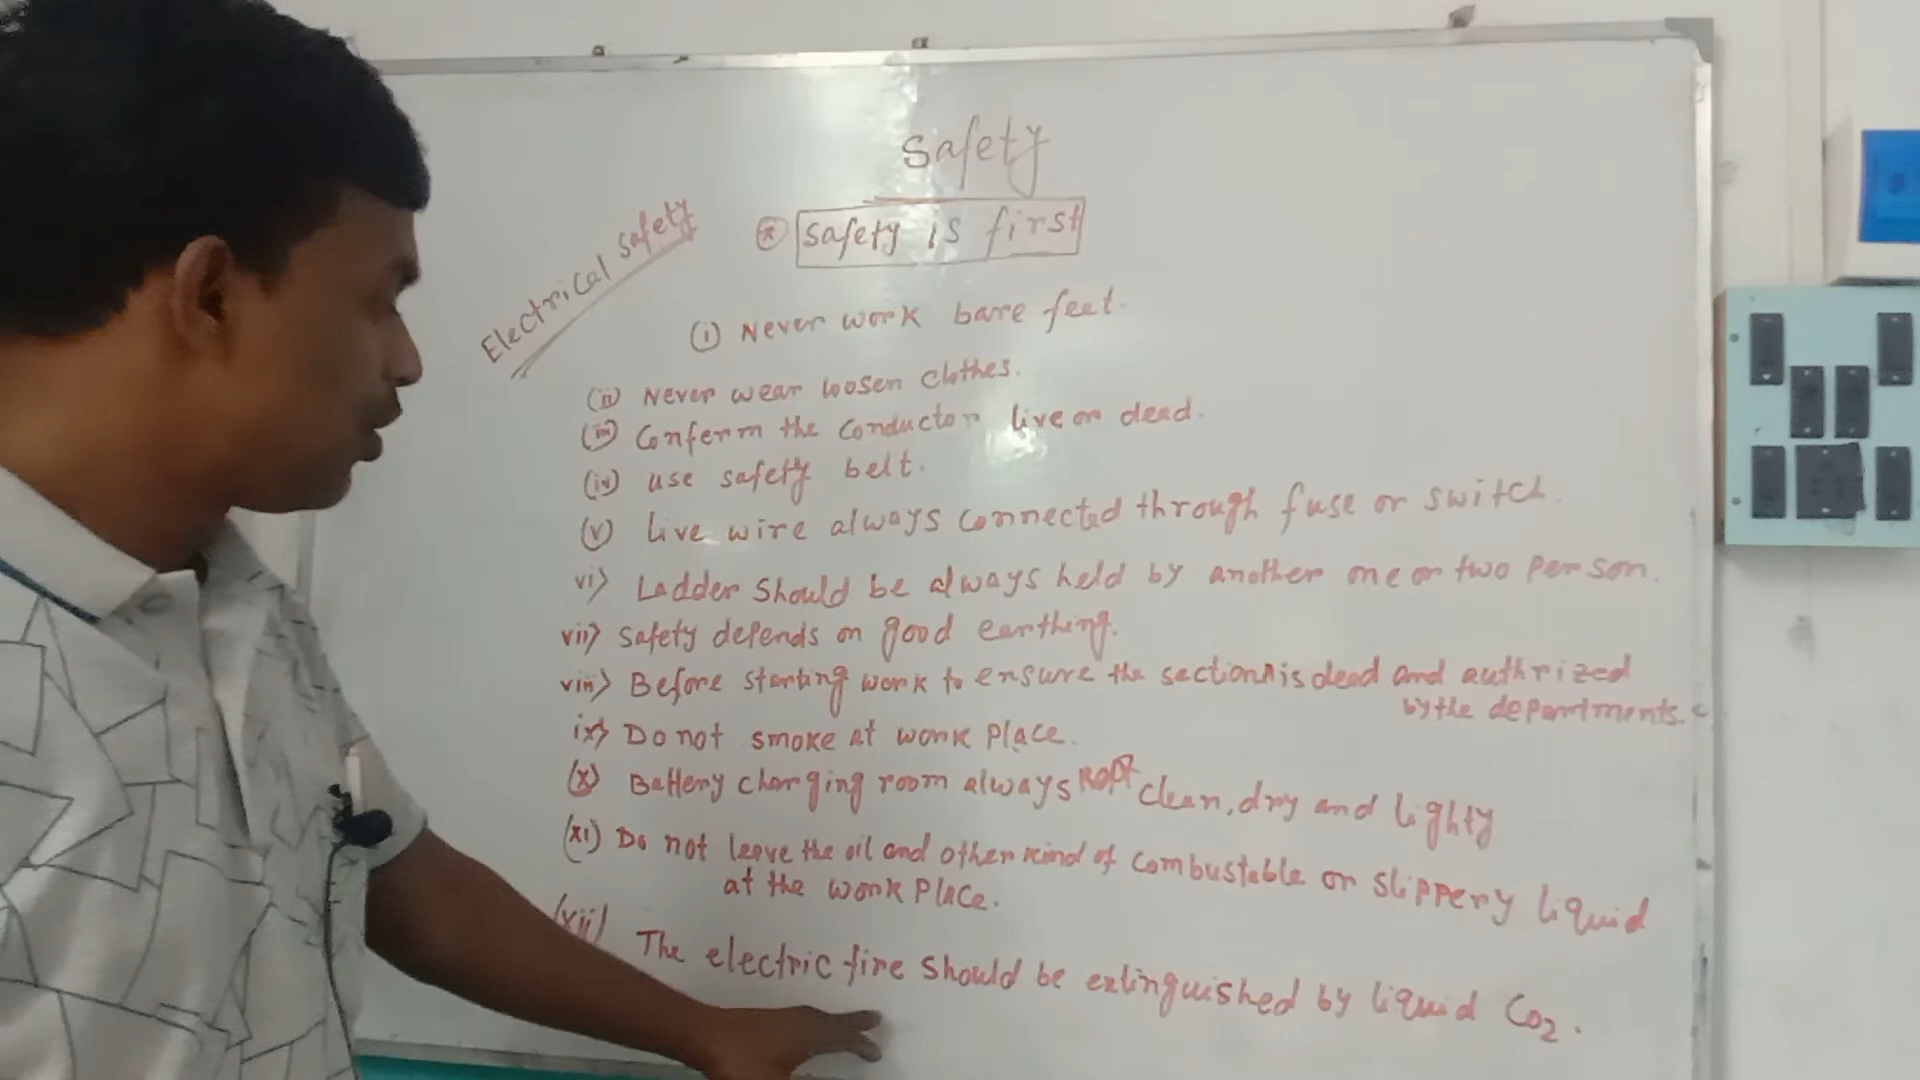 Safety
Electrical safety
* Safety is first
(i) Never work bare feet.
(ii) Never wear loosen clothes.
(iii) Conferm the conductor live or dead.
(iv) use safety belt.
(v) live wire always connected through fuse or switch.
vi) Ladder should be always held by another one or two person.
vii) Safety depends on good earthing.
viii) Before starting work to ensure the section is dead and authrized
by the departments.
ix) Do not smoke at work place.
(x) Battery charging room always kept clean, dry and lighty
(xi) Do not leave the oil and other kind of combustable or slippery liquid
at the work place.
(xii) The electric fire should be extinguished by liquid CO2.